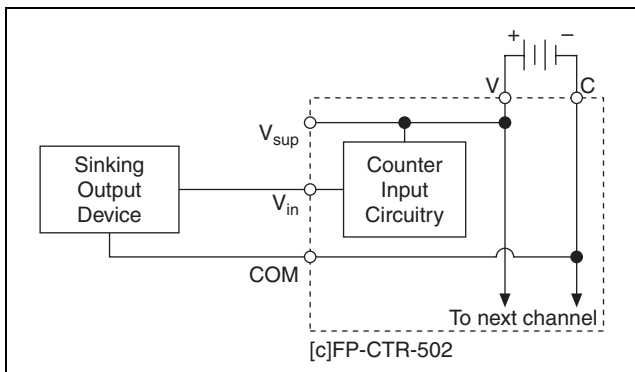 + –
V C
Vsup
Sinking
Output
Device
Counter
Input
Circuitry
Vin
COM
To next channel
[c]FP-CTR-502